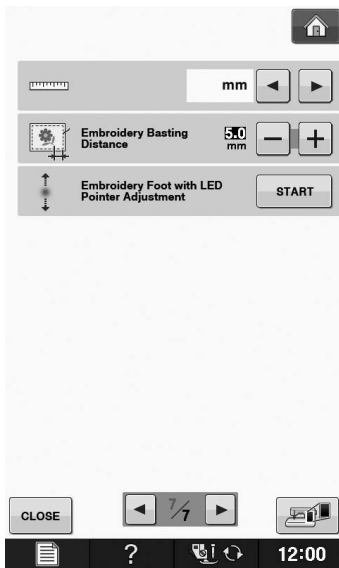 mm
Embroidery Basting
Distance
5.0
mm
Embroidery Foot with LED
Pointer Adjustment
START
CLOSE
7/7
?
12:00